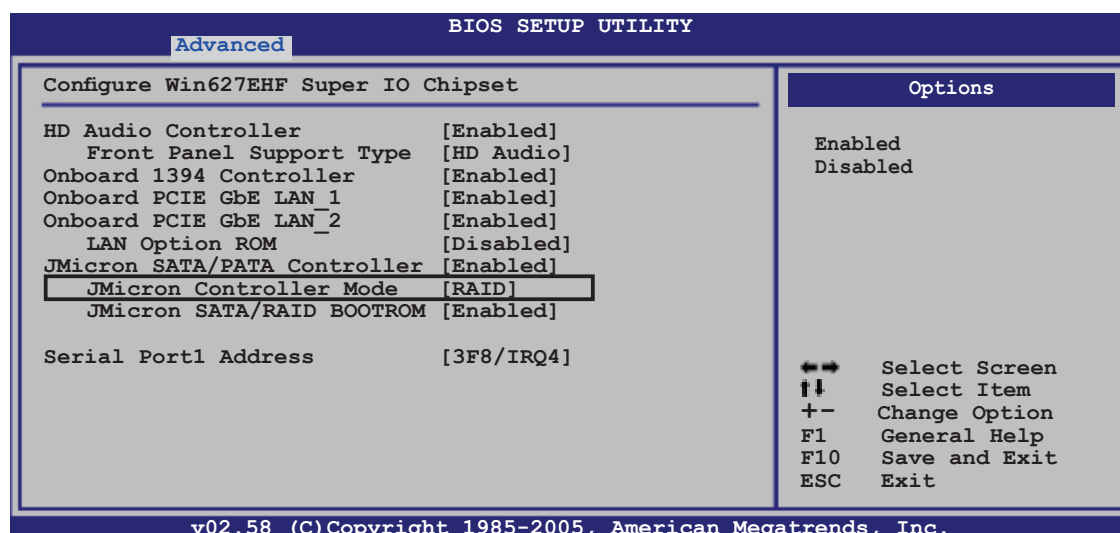 BIOS SETUP UTILITY
Advanced
Configure Win627EHF Super IO Chipset
HD Audio Controller [Enabled]
Front Panel Support Type [HD Audio]
Onboard 1394 Controller [Enabled]
Onboard PCIE GbE LAN_1 [Enabled]
Onboard PCIE GbE LAN_2 [Enabled]
LAN Option ROM [Disabled]
JMicron SATA/PATA Controller [Enabled]
JMicron Controller Mode [RAID]
JMicron SATA/RAID BOOTROM [Enabled]
Serial Port1 Address [3F8/IRQ4]
Options
Enabled
Disabled
←→ Select Screen
↑↓ Select Item
+- Change Option
F1 General Help
F10 Save and Exit
ESC Exit
v02.58 (C)Copyright 1985-2005, American Megatrends, Inc.